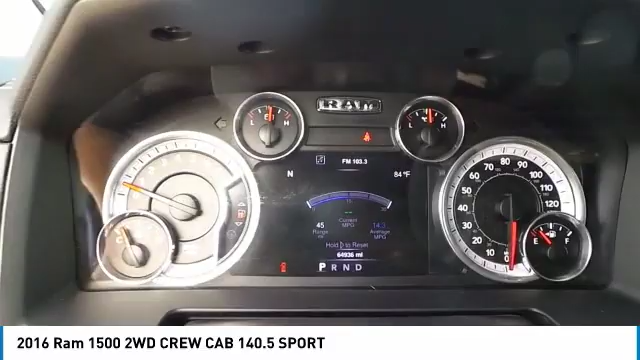 RAM
L H
L H
FM 103.3
N 84°F
45 Range mi
Current MPG
14.3 Average MPG
Hold to Reset
64936 mi
P R N D
C
0 10 20 30 40 50 60 70 80 90 100 110 120
E F
2016 Ram 1500 2WD CREW CAB 140.5 SPORT